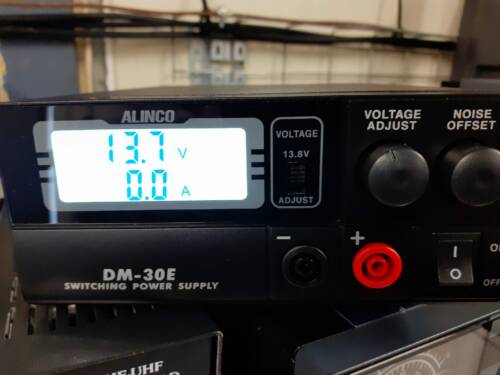 ALINCO
13.7 V
0.0 A
VOLTAGE
13.8V
ADJUST
VOLTAGE
ADJUST
NOISE
OFFSET
DM-30E
SWITCHING POWER SUPPLY
−
+
I
O
OFF
UHF